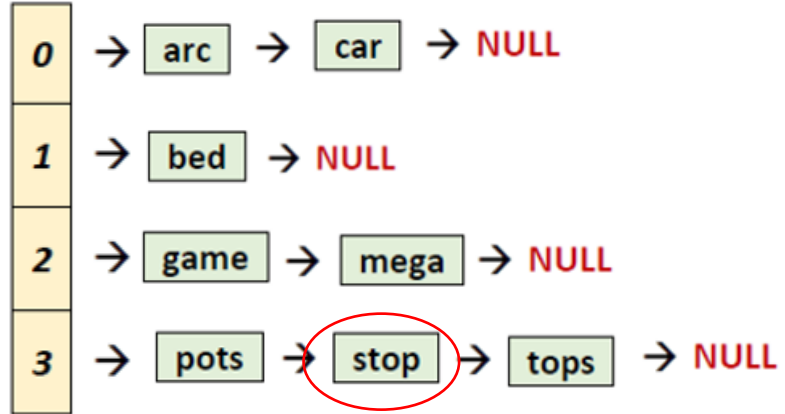 0 → arc → car → NULL
1 → bed → NULL
2 → game → mega → NULL
3 → pots → stop → tops → NULL